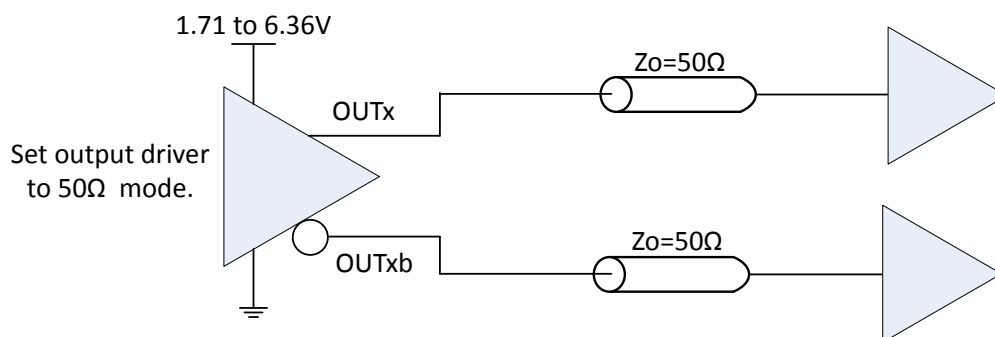 1.71 to 6.36V
Zo=50Ω
OUTx
Set output driver
to 50Ω mode.
Zo=50Ω
OUTxb